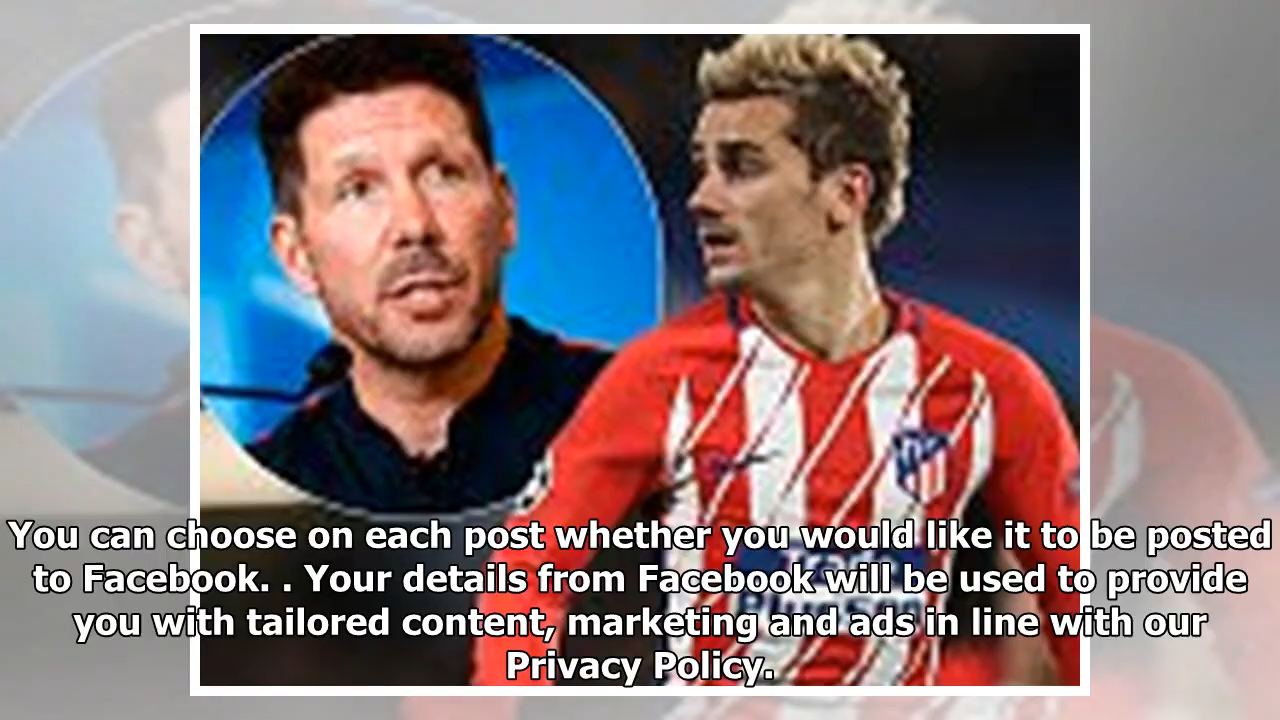 You can choose on each post whether you would like it to be posted
to Facebook. . Your details from Facebook will be used to provide
you with tailored content, marketing and ads in line with our
Privacy Policy.